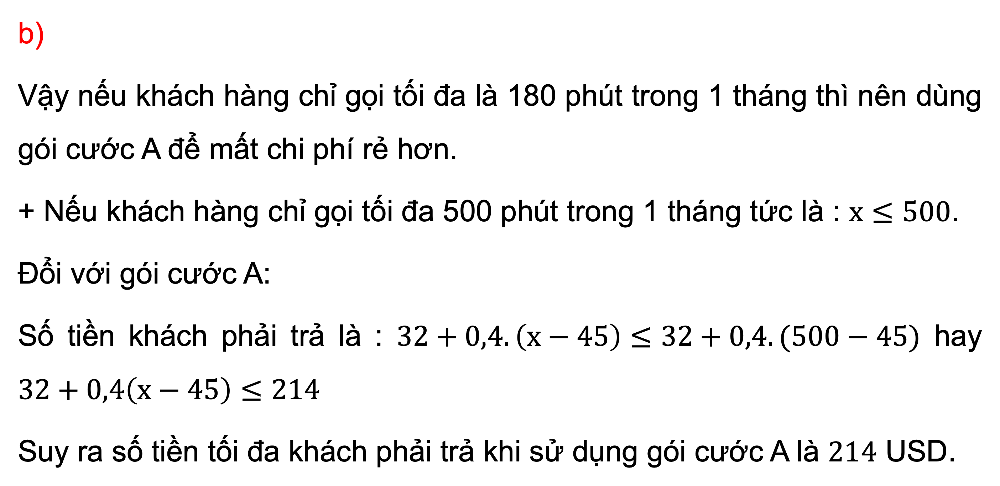 b)
Vậy nếu khách hàng chỉ gọi tối đa là 180 phút trong 1 tháng thì nên dùng
gói cước A để mất chi phí rẻ hơn.
+ Nếu khách hàng chỉ gọi tối đa 500 phút trong 1 tháng tức là : x ≤ 500.
Đổi với gói cước A:
Số tiền khách phải trả là : 32 + 0,4. (x − 45) ≤ 32 + 0,4. (500 − 45) hay
32 + 0,4(x − 45) ≤ 214
Suy ra số tiền tối đa khách phải trả khi sử dụng gói cước A là 214 USD.